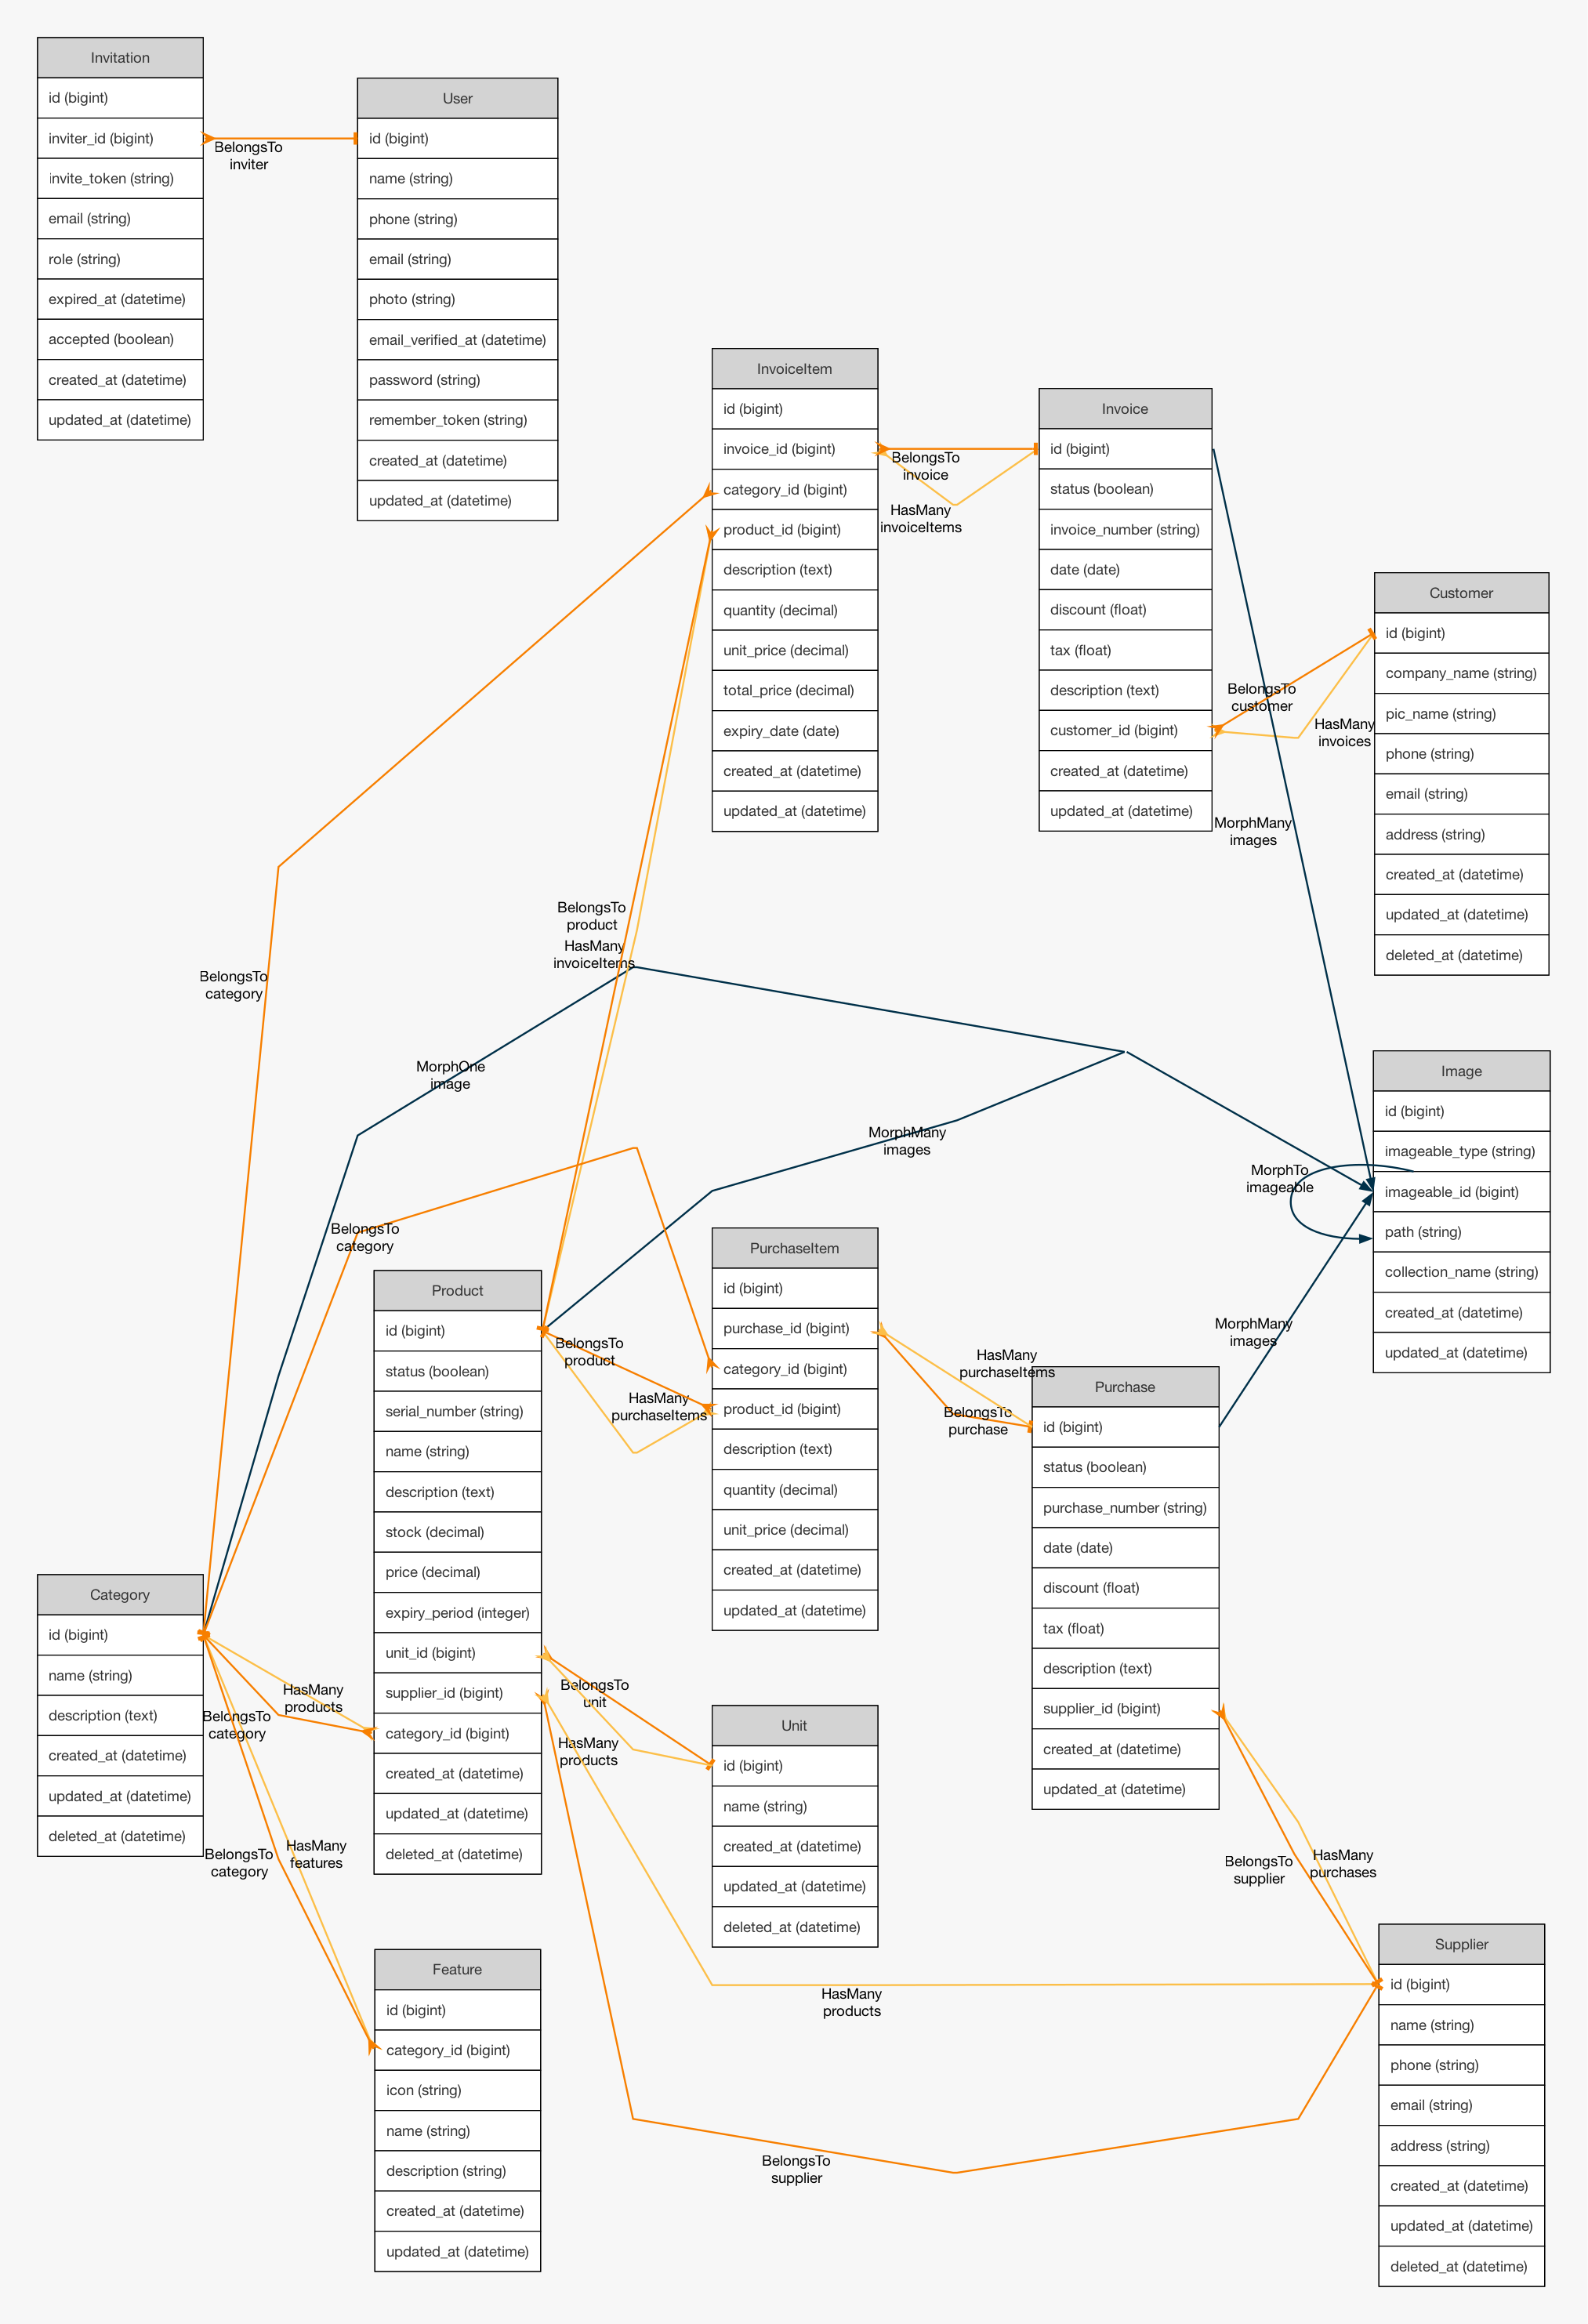 Invitation
id (bigint)
inviter_id (bigint)
invite_token (string)
email (string)
role (string)
expired_at (datetime)
accepted (boolean)
created_at (datetime)
updated_at (datetime)
BelongsTo
inviter
User
id (bigint)
name (string)
phone (string)
email (string)
photo (string)
email_verified_at (datetime)
password (string)
remember_token (string)
created_at (datetime)
updated_at (datetime)
InvoiceItem
id (bigint)
invoice_id (bigint)
category_id (bigint)
product_id (bigint)
description (text)
quantity (decimal)
unit_price (decimal)
total_price (decimal)
expiry_date (date)
created_at (datetime)
updated_at (datetime)
BelongsTo
invoice
HasMany
invoiceItems
Invoice
id (bigint)
status (boolean)
invoice_number (string)
date (date)
discount (float)
tax (float)
description (text)
customer_id (bigint)
created_at (datetime)
updated_at (datetime)
BelongsTo
customer
HasMany
invoices
MorphMany
images
Customer
id (bigint)
company_name (string)
pic_name (string)
phone (string)
email (string)
address (string)
created_at (datetime)
updated_at (datetime)
deleted_at (datetime)
BelongsTo
product
HasMany
invoiceItems
BelongsTo
category
MorphOne
image
MorphMany
images
BelongsTo
category
Image
id (bigint)
imageable_type (string)
imageable_id (bigint)
path (string)
collection_name (string)
created_at (datetime)
updated_at (datetime)
MorphTo
imageable
MorphMany
images
Product
id (bigint)
status (boolean)
serial_number (string)
name (string)
description (text)
stock (decimal)
price (decimal)
expiry_period (integer)
unit_id (bigint)
supplier_id (bigint)
category_id (bigint)
created_at (datetime)
updated_at (datetime)
deleted_at (datetime)
BelongsTo
product
HasMany
purchaseItems
PurchaseItem
id (bigint)
purchase_id (bigint)
category_id (bigint)
product_id (bigint)
description (text)
quantity (decimal)
unit_price (decimal)
created_at (datetime)
updated_at (datetime)
HasMany
purchaseItems
BelongsTo
purchase
Purchase
id (bigint)
status (boolean)
purchase_number (string)
date (date)
discount (float)
tax (float)
description (text)
supplier_id (bigint)
created_at (datetime)
updated_at (datetime)
Category
id (bigint)
name (string)
description (text)
created_at (datetime)
updated_at (datetime)
deleted_at (datetime)
HasMany
products
BelongsTo
category
HasMany
features
BelongsTo
category
BelongsTo
unit
HasMany
products
Unit
id (bigint)
name (string)
created_at (datetime)
updated_at (datetime)
deleted_at (datetime)
BelongsTo
supplier
HasMany
purchases
Feature
id (bigint)
category_id (bigint)
icon (string)
name (string)
description (string)
created_at (datetime)
updated_at (datetime)
HasMany
products
BelongsTo
supplier
Supplier
id (bigint)
name (string)
phone (string)
email (string)
address (string)
created_at (datetime)
updated_at (datetime)
deleted_at (datetime)